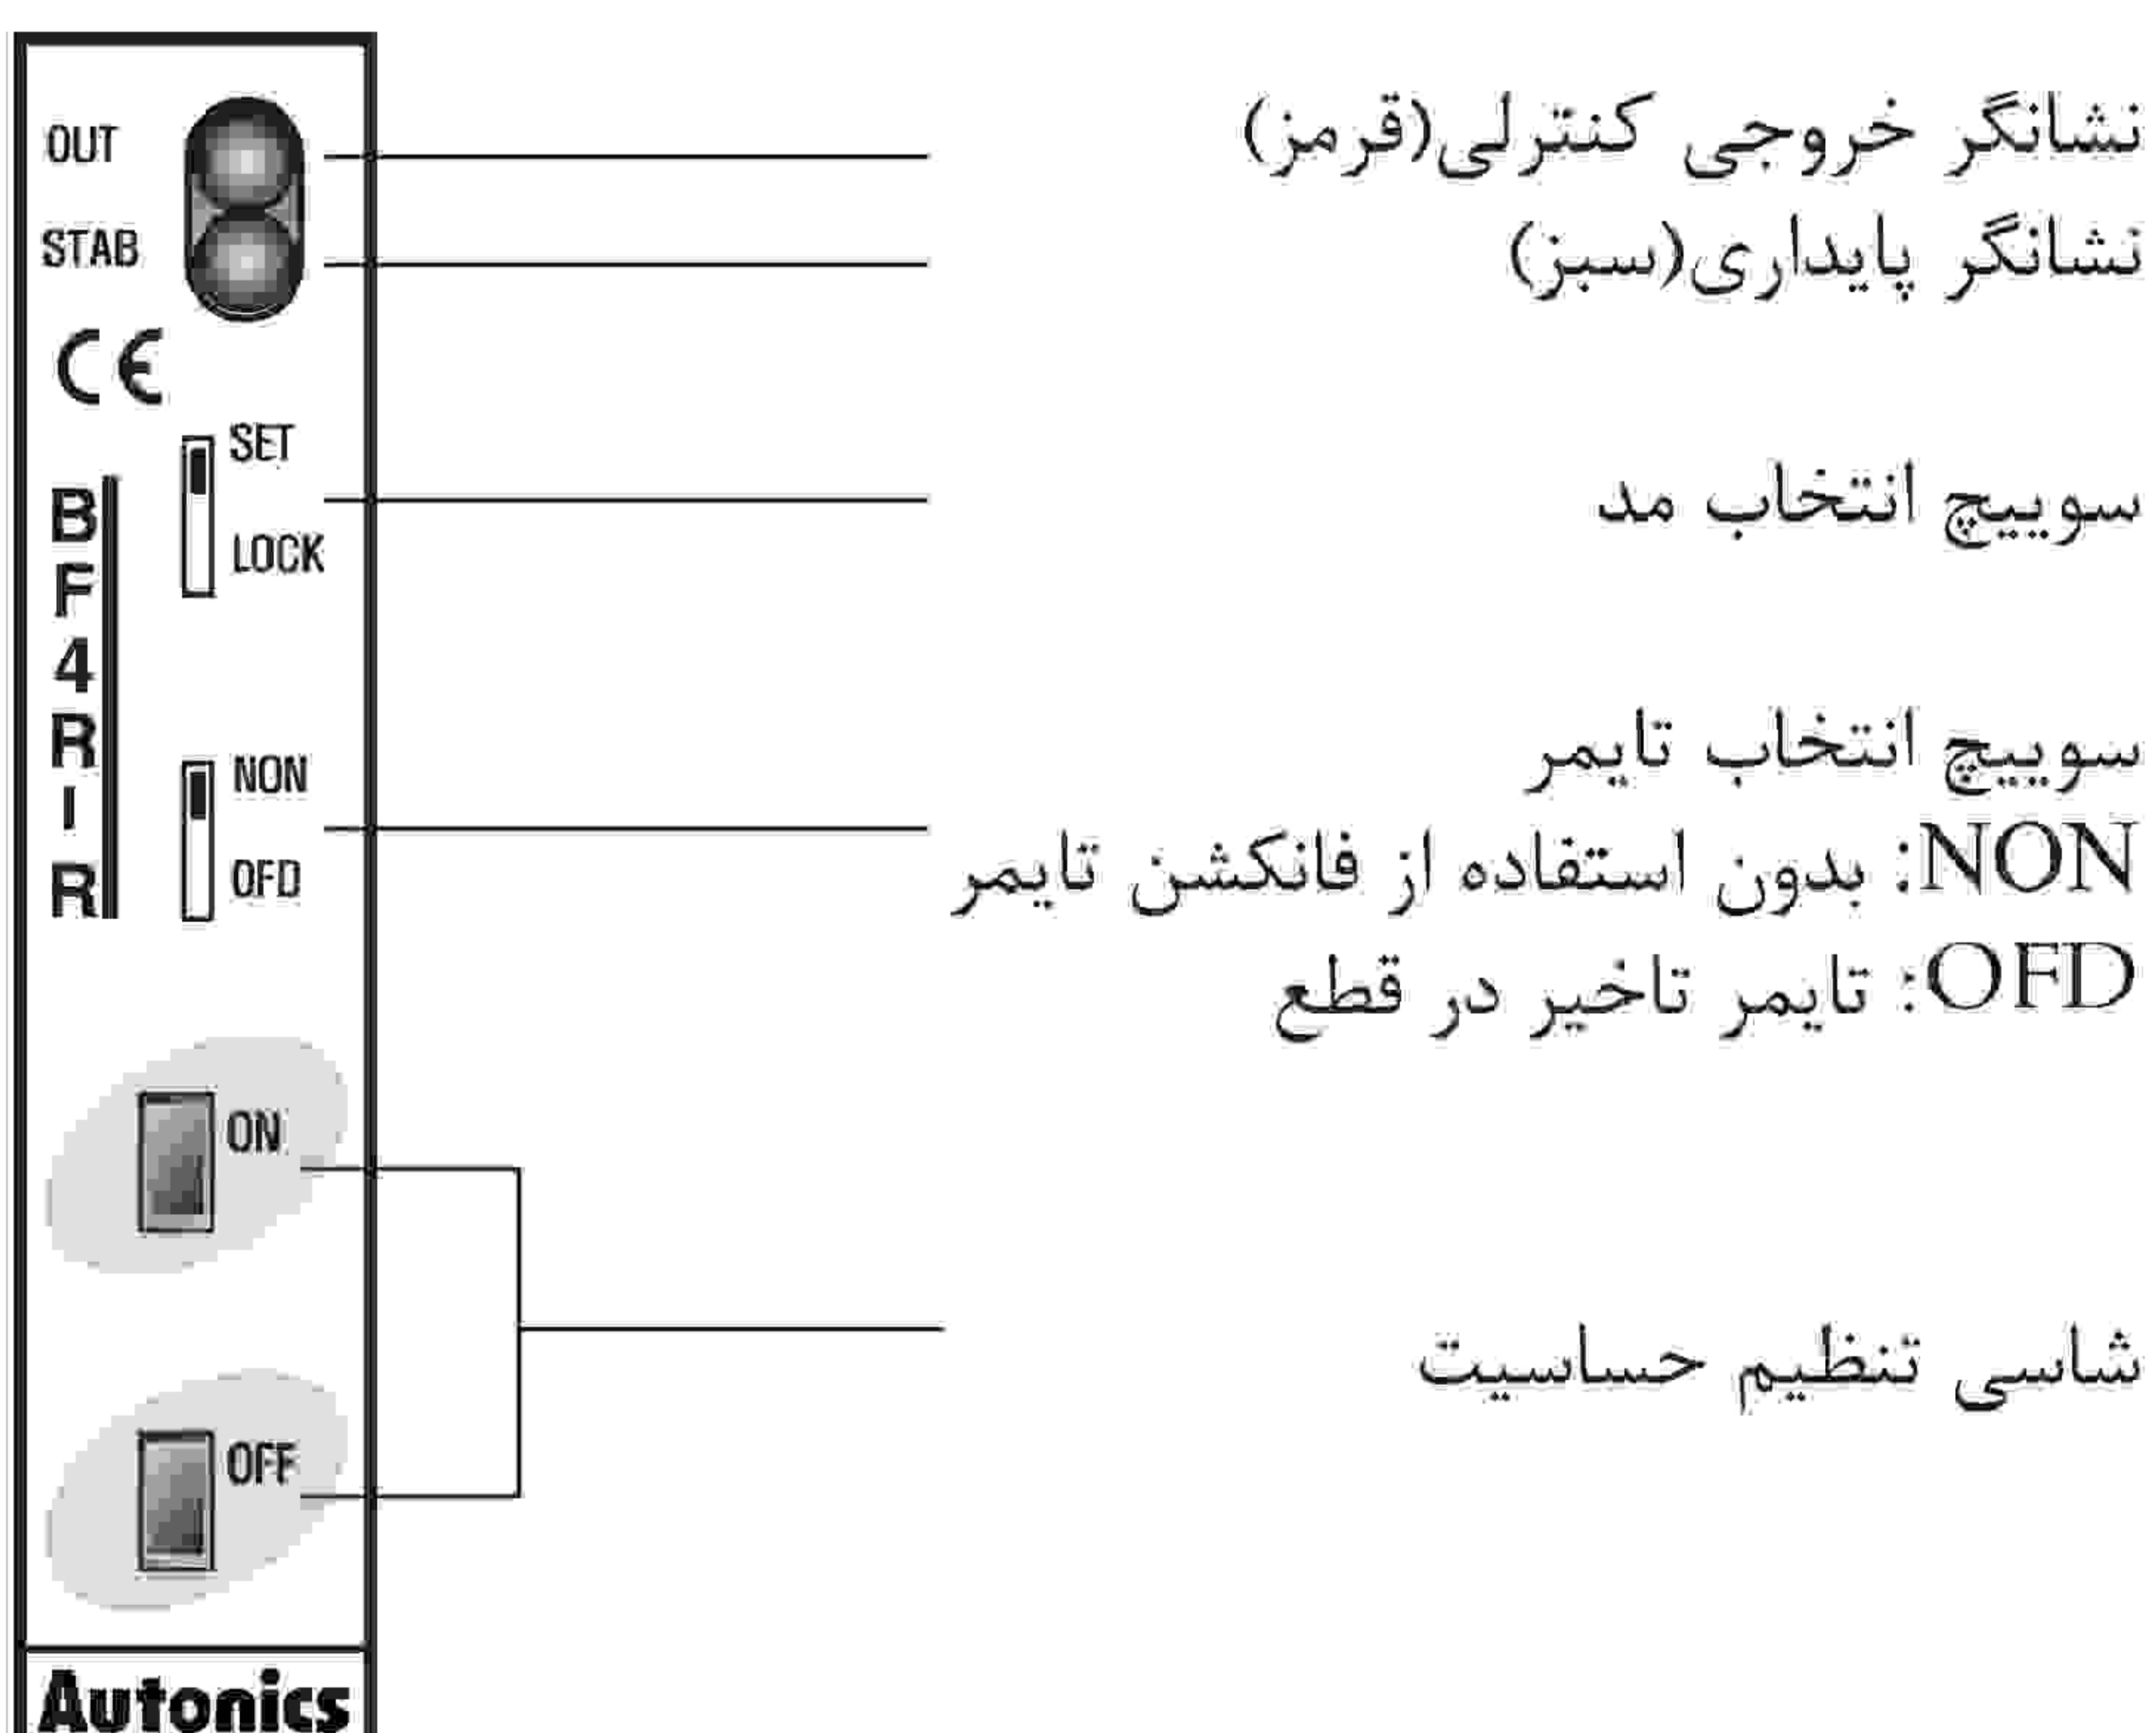 OUT
نشانگر خروجی کنترلی(قرمز)
STAB
نشانگر پایداری(سبز)
CE
SET
سوییچ انتخاب مد
LOCK
BF4RIR
سوییچ انتخاب تایمر
NON
NON: بدون استفاده از فانکشن تایمر
OFD
OFD: تایمر تاخیر در قطع
ON
شاسی تنظیم حساسیت
OFF
Autonics